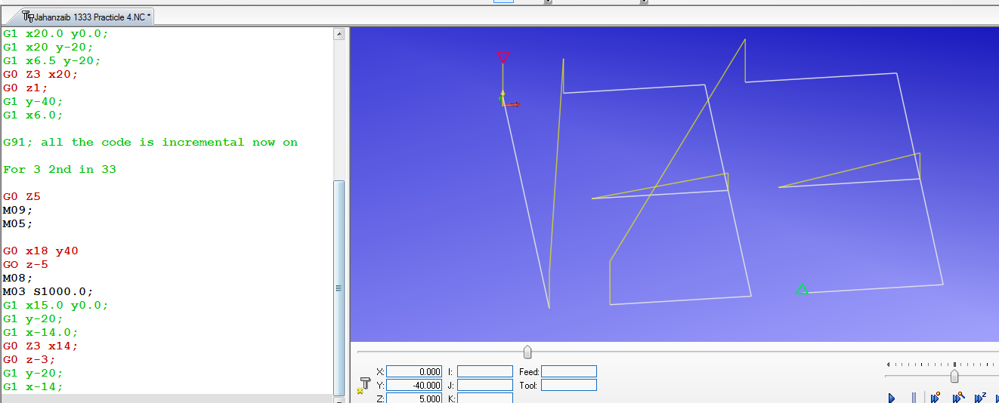 Jahanzaib 1333 Practicle 4.NC *
G1 x20.0 y0.0;
G1 x20 y-20;
G1 x6.5 y-20;
G0 Z3 x20;
G0 z1;
G1 y-40;
G1 x6.0;
G91; all the code is incremental now on
For 3 2nd in 33
G0 Z5
M09;
M05;
G0 x18 y40
GO z-5
M08;
M03 S1000.0;
G1 x15.0 y0.0;
G1 y-20;
G1 x-14.0;
G0 Z3 x14;
G0 z-3;
G1 y-20;
G1 x-14;
X: 0.000 I: Feed:
Y: -40.000 J: Tool:
Z: 5.000 K:
Z